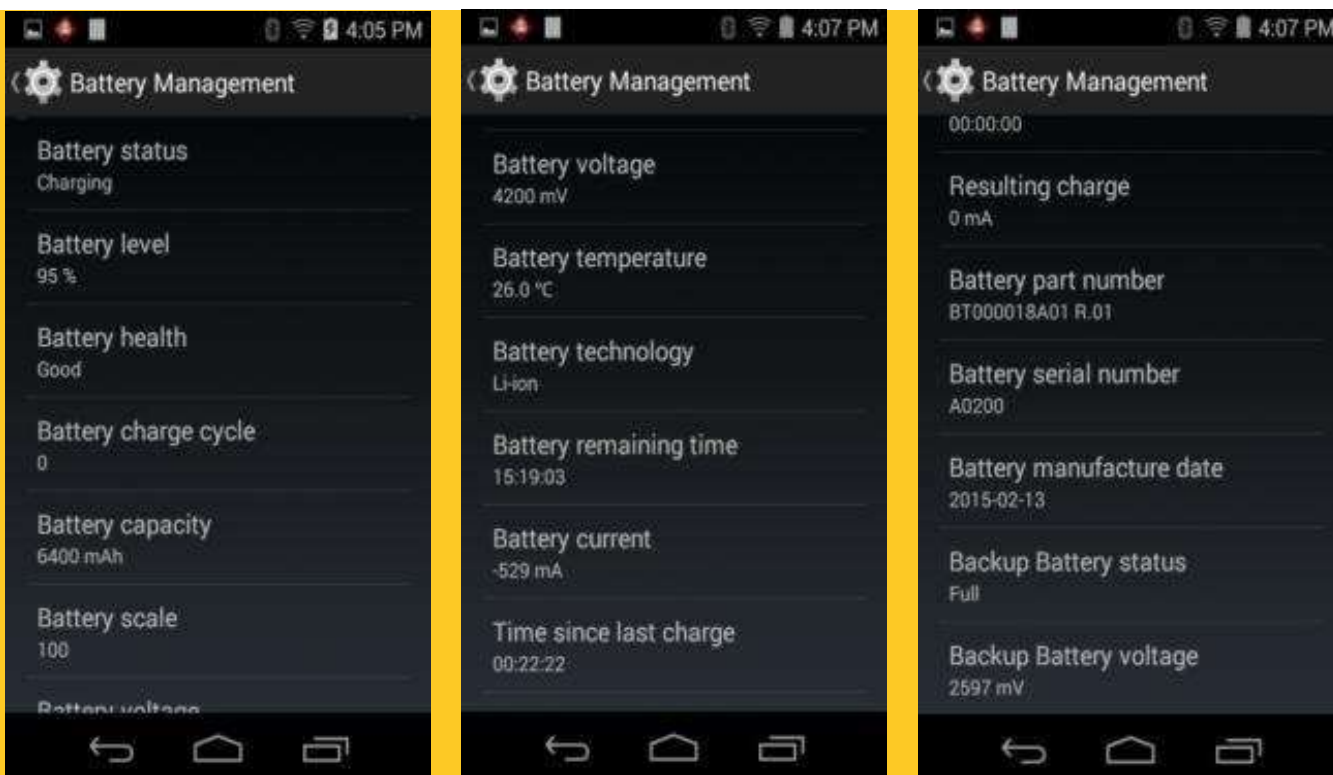 4:05 PM
Battery Management
Battery status
Charging
Battery level
95 %
Battery health
Good
Battery charge cycle
0
Battery capacity
6400 mAh
Battery scale
100
Battery voltage
4:07 PM
Battery Management
Battery voltage
4200 mV
Battery temperature
26.0 °C
Battery technology
Li-ion
Battery remaining time
15:19:03
Battery current
-529 mA
Time since last charge
00:22:22
4:07 PM
Battery Management
00:00:00
Resulting charge
0 mA
Battery part number
BT000018A01 R.01
Battery serial number
A0200
Battery manufacture date
2015-02-13
Backup Battery status
Full
Backup Battery voltage
2597 mV